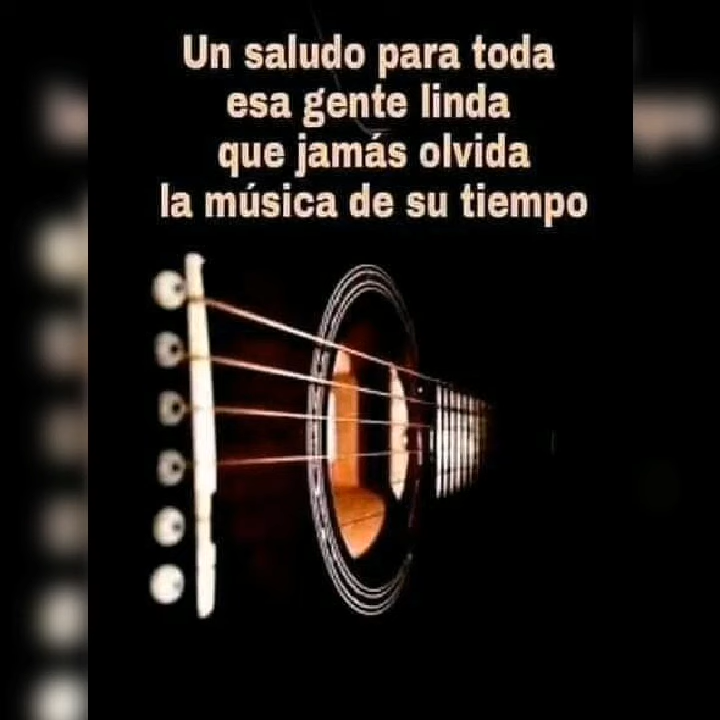 Un saludo para toda
esa gente linda
que jamás olvida
la música de su tiempo